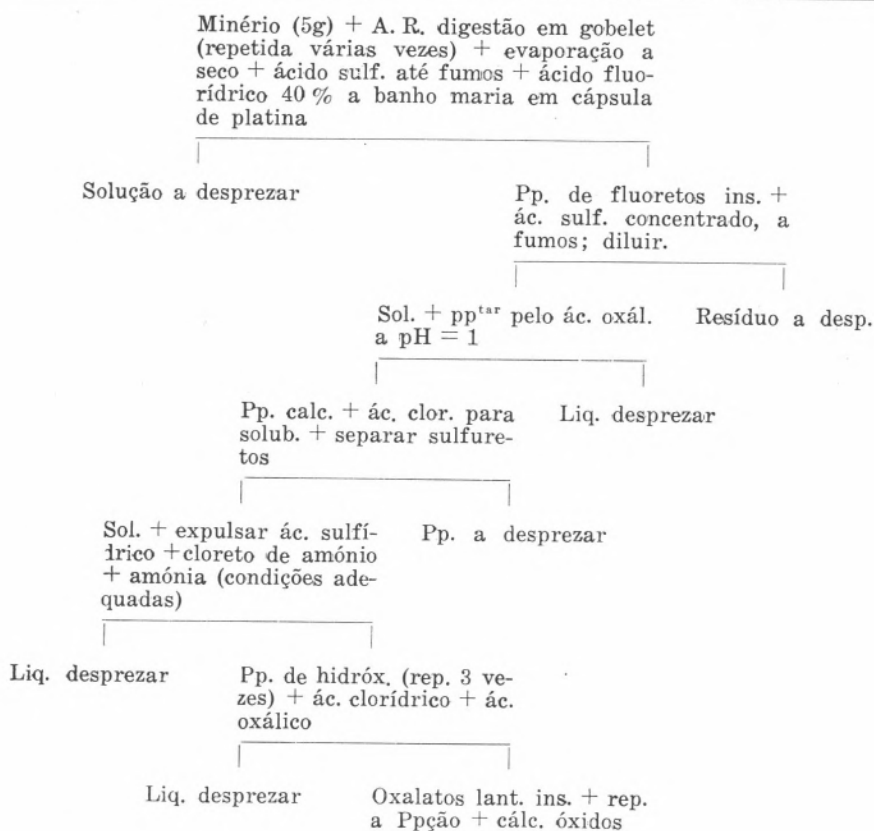 Minério (5g) + A. R. digestão em gobelet
(repetida várias vezes) + evaporação a
seco + ácido sulf. até fumos + ácido fluo-
rídrico 40 % a banho maria em cápsula
de platina
Solução a desprezar
Pp. de fluoretos ins. +
ác. sulf. concentrado, a
fumos; diluir.
Sol. + pptar pelo ác. oxál.
a pH = 1
Resíduo a desp.
Pp. calc. + ác. clor. para
solub. + separar sulfure-
tos
Liq. desprezar
Sol. + expulsar ác. sulfí-
drico +cloreto de amónio
+ amónia (condições ade-
quadas)
Pp. a desprezar
Liq. desprezar
Pp. de hidróx. (rep. 3 ve-
zes) + ác. clorídrico + ác.
oxálico
Liq. desprezar
Oxalatos lant. ins. + rep.
a Ppção + cálc. óxidos